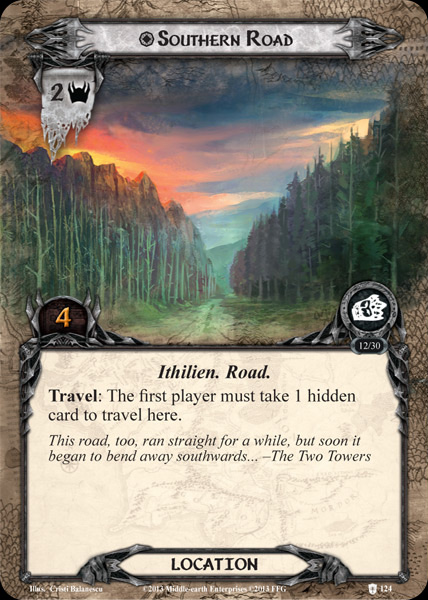 Southern Road
2
4
12/30
Ithilien. Road.
Travel: The first player must take 1 hidden
card to travel here.
This road, too, ran straight for a while, but soon it
began to bend away southwards... –The Two Towers
MORDOR
LOCATION
Illus. Cristi Balanescu ©2013 Middle-earth Enterprises ©2013 FFG 124